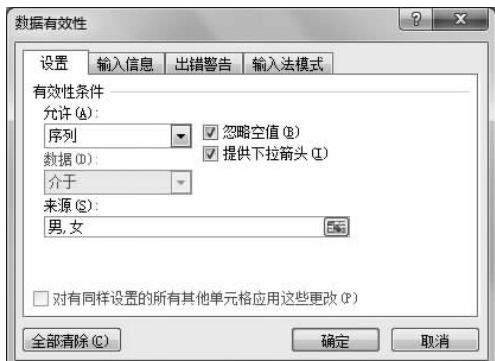 数据有效性
设置 输入信息 出错警告 输入法模式
有效性条件
允许(A):
序列 忽略空值(B)
数据(D): 提供下拉箭头(I)
介于
来源(S):
男,女
对有同样设置的所有其他单元格应用这些更改(P)
全部清除(C) 确定 取消